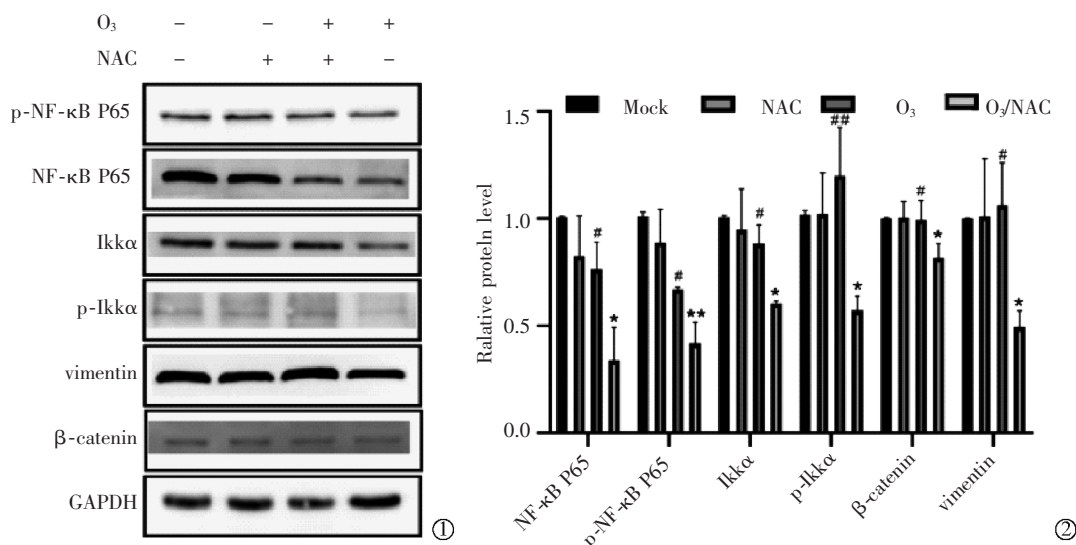 O₃ − − + +
NAC − + + −
p-NF-κB P65
NF-κB P65
Ikkα
p-Ikkα
vimentin
β-catenin
GAPDH
①
Mock NAC O₃ O₃/NAC
Ralative protein level
1.5
1.0
0.5
0.0
# *
# **
# *
## *
# *
# *
NF-κB P65
p-NF-κB P65
Ikkα
p-Ikkα
β-catenin
vimentin
②